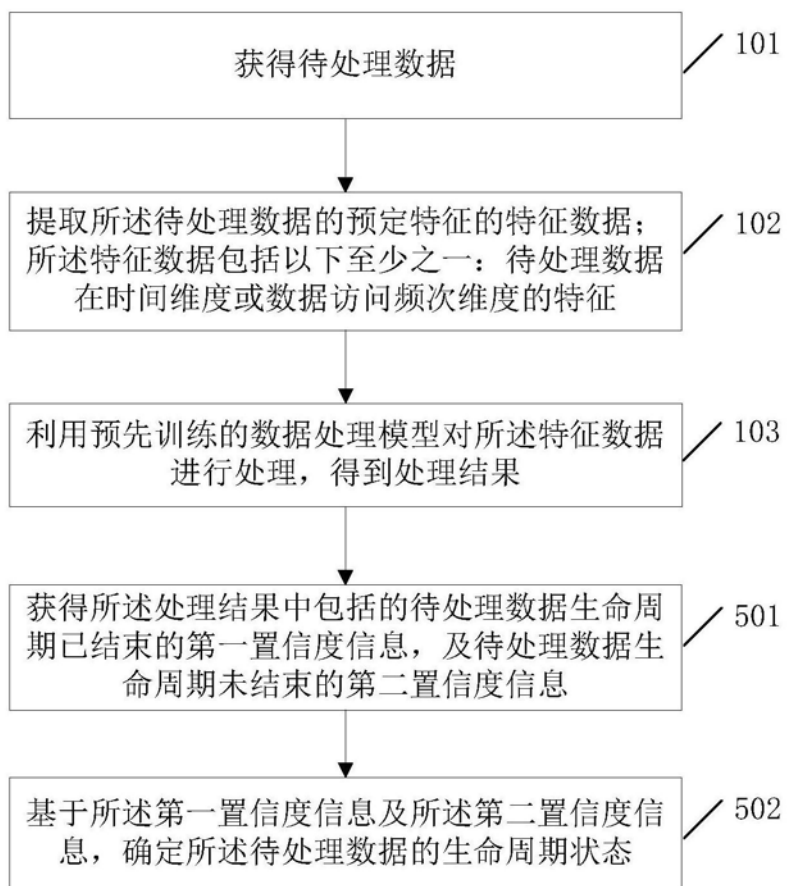 获得待处理数据
101
提取所述待处理数据的预定特征的特征数据；
所述特征数据包括以下至少之一：待处理数据
在时间维度或数据访问频次维度的特征
102
利用预先训练的数据处理模型对所述特征数据
进行处理，得到处理结果
103
获得所述处理结果中包括的待处理数据生命周
期已结束的第一置信度信息，及待处理数据生
命周期未结束的第二置信度信息
501
基于所述第一置信度信息及所述第二置信度信
息，确定所述待处理数据的生命周期状态
502